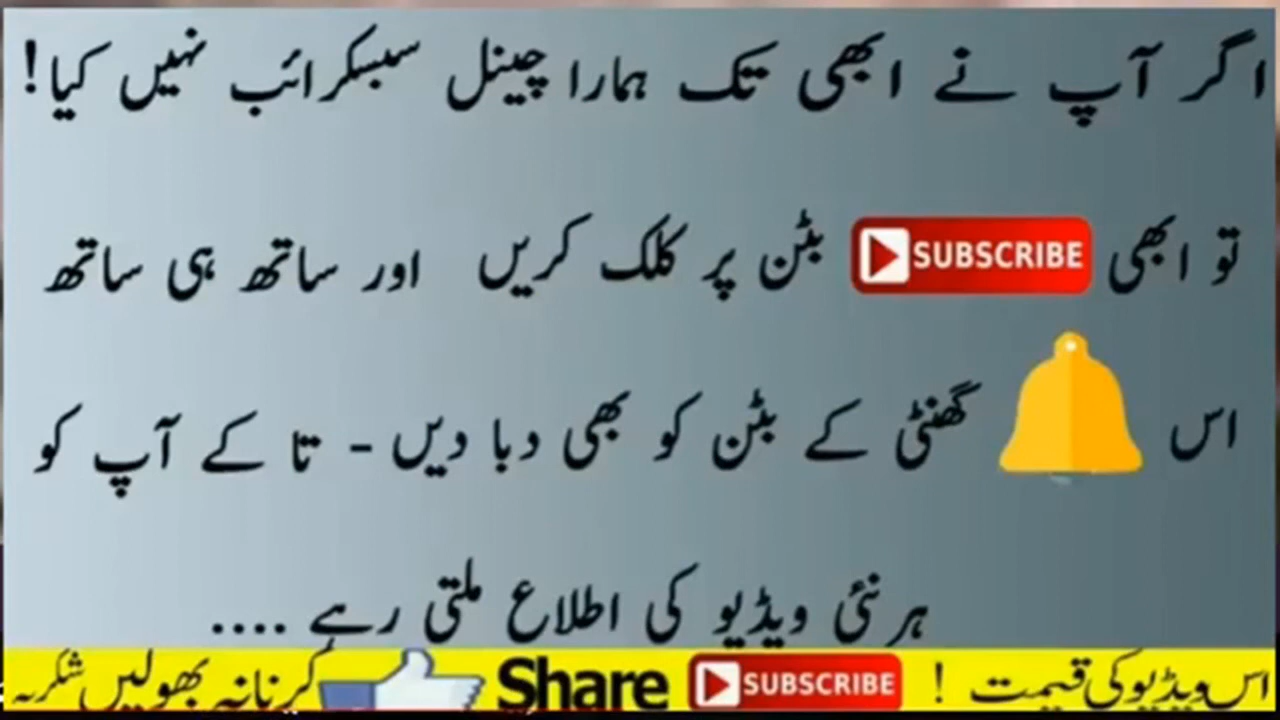 اگر آپ نے ابھی تک ہمارا چینل سبسکرائب نہیں کیا!
تو ابھی SUBSCRIBE بٹن پر کلک کریں اور ساتھ ہی ساتھ
اس گھنٹی کے بٹن کو بھی دبا دیں - تا کے آپ کو
ہر نئی ویڈیو کی اطلاع ملتی رہے ....
اس ویڈیو کی قیمت ! SUBSCRIBE Share کرنا نہ بھولیں شکریہ